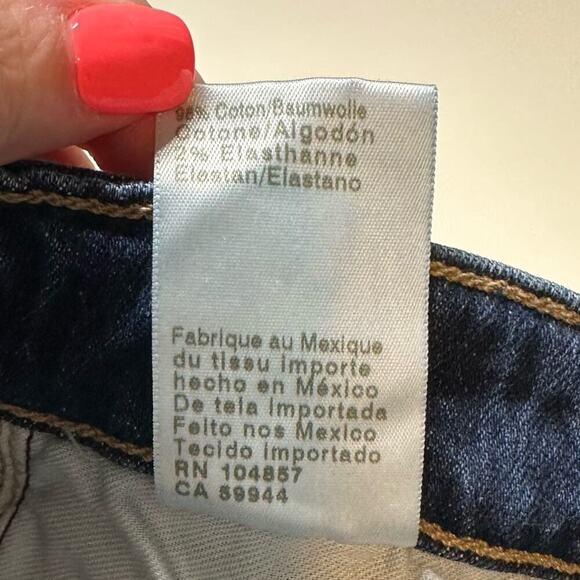 98% Coton/Baumwolle
Cotone/Algodón
2% Elasthanne
Elastan/Elastano
Fabrique au Mexique
du tissu importe
hecho en México
De tela importada
Feito nos Mexico
Tecido importado
RN 104857
CA 59944